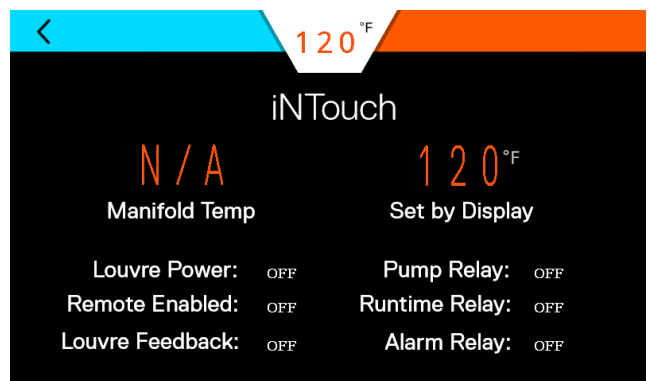 120°F
iNTouch
N/A 120°F
Manifold Temp Set by Display
Louvre Power: OFF Pump Relay: OFF
Remote Enabled: OFF Runtime Relay: OFF
Louvre Feedback: OFF Alarm Relay: OFF